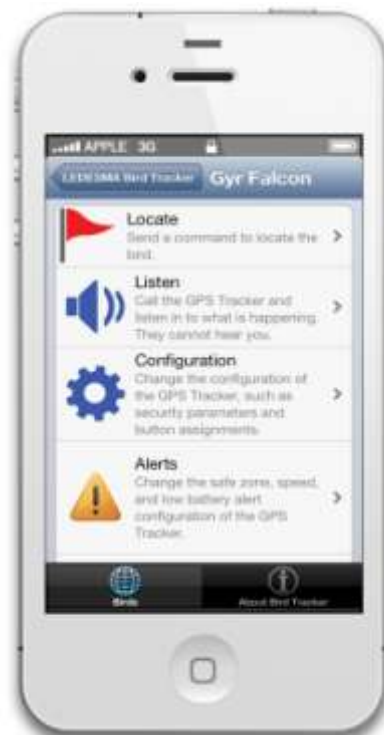 APPLE 3G
LEDESMA Bird Tracker
Gyr Falcon
Locate
Send a command to locate the
bird.
Listen
Call the GPS Tracker and
listen in to what is happening.
They cannot hear you.
Configuration
Change the configuration of
the GPS Tracker, such as
security parameters and
button assignments.
Alerts
Change the safe zone, speed,
and low battery alert
configuration of the GPS
Tracker.
Birds
About Bird Tracker